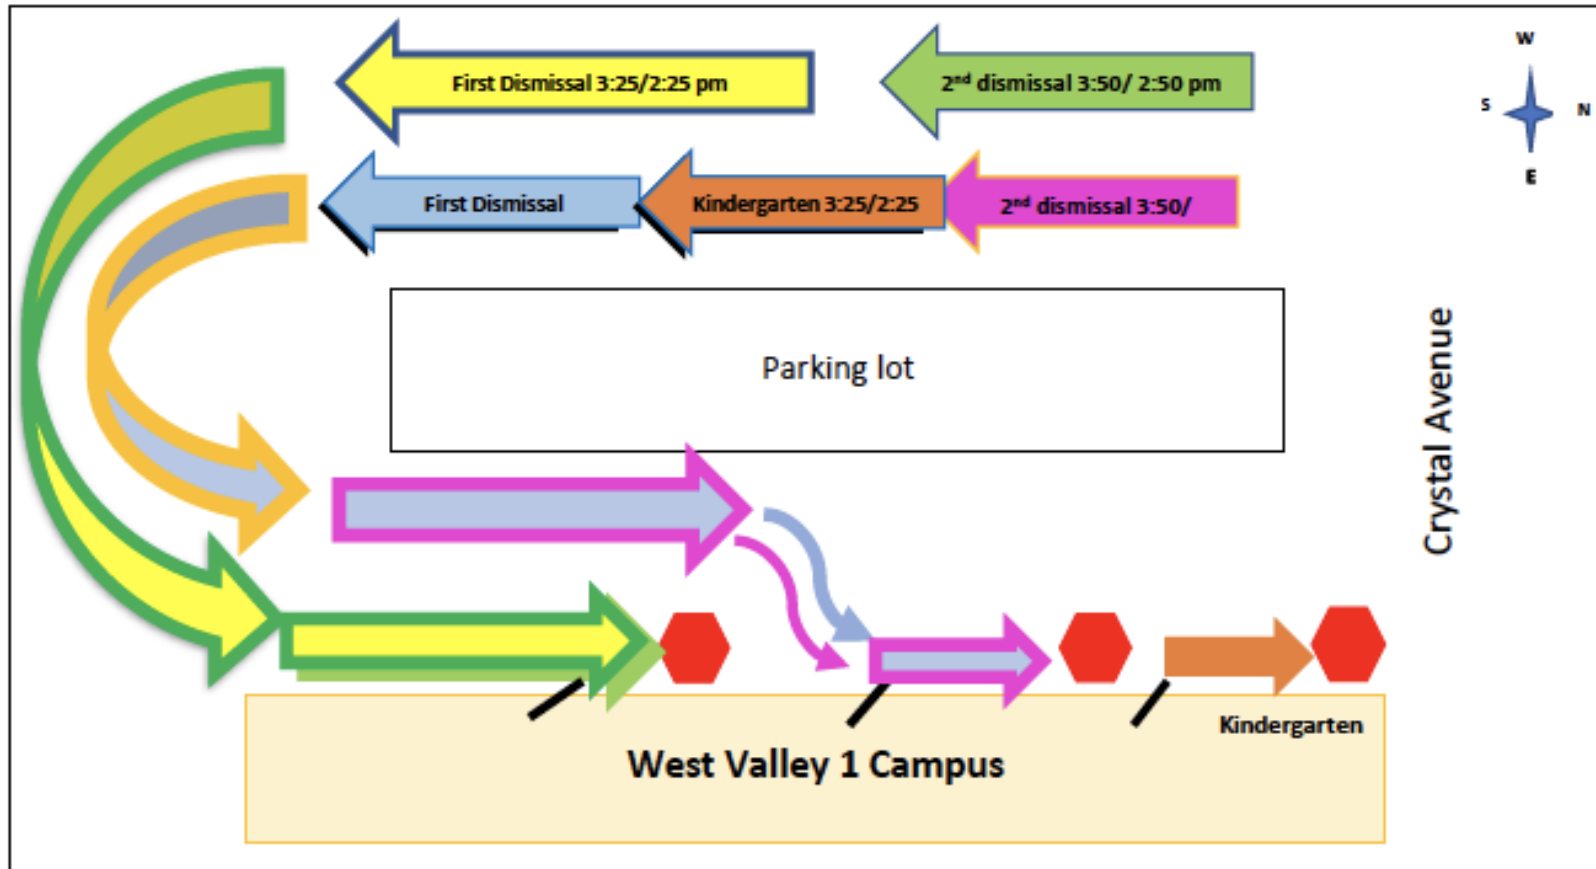 W
S
N
E
First Dismissal 3:25/2:25 pm
2nd dismissal 3:50/ 2:50 pm
First Dismissal
Kindergarten 3:25/2:25
2nd dismissal 3:50/
Parking lot
Crystal Avenue
Kindergarten
West Valley 1 Campus